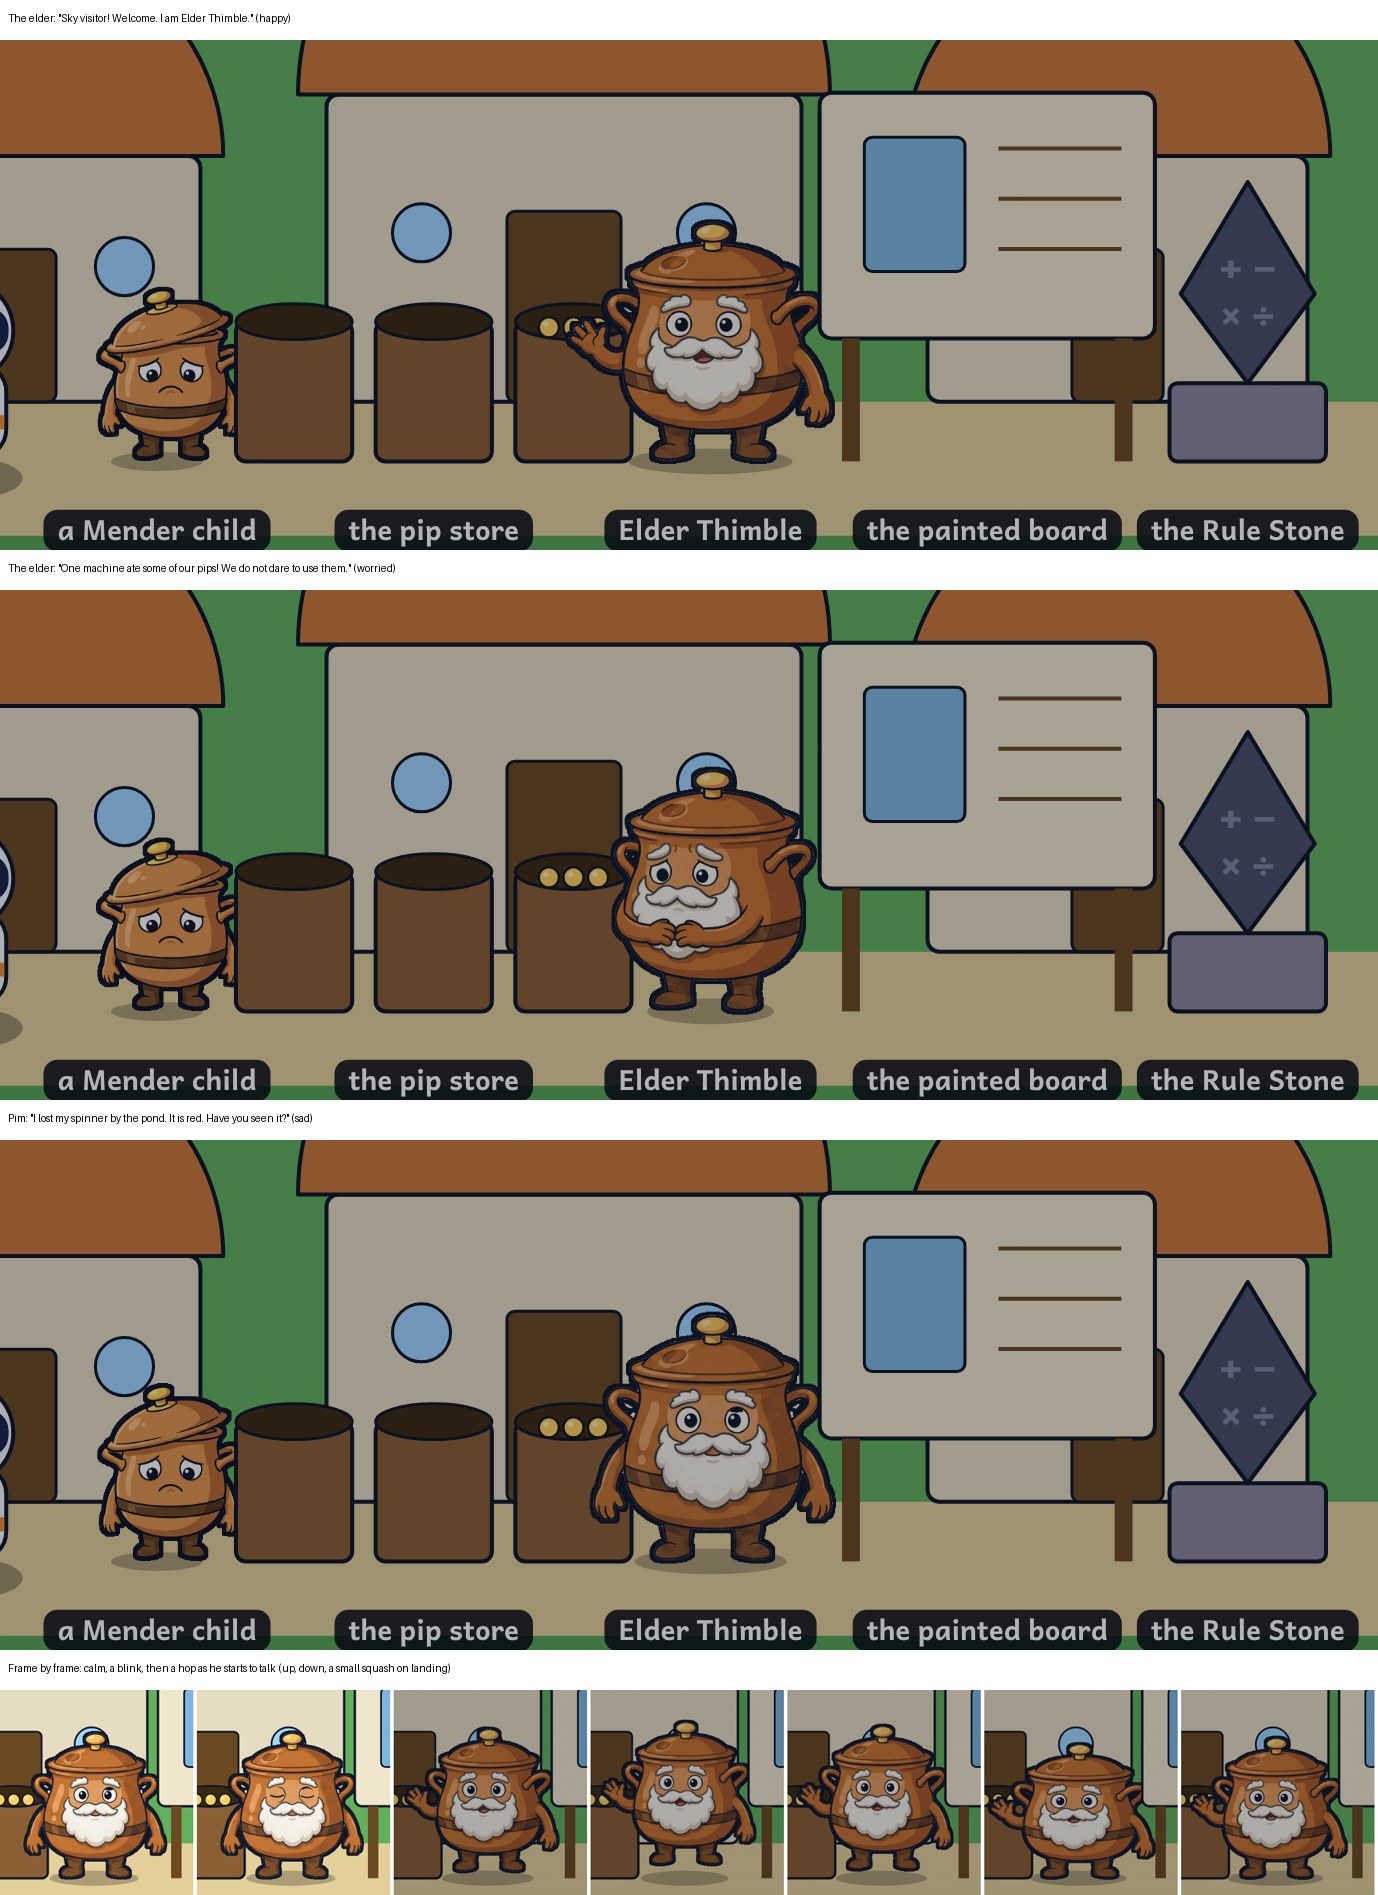 The elder: "Sky visitor! Welcome. I am Elder Thimble." (happy)
+ −
× ÷
a Mender child the pip store Elder Thimble the painted board the Rule Stone
The elder: "One machine ate some of our pips! We do not dare to use them." (worried)
+ −
× ÷
a Mender child the pip store Elder Thimble the painted board the Rule Stone
Pim: "I lost my spinner by the pond. It is red. Have you seen it?" (sad)
+ −
× ÷
a Mender child the pip store Elder Thimble the painted board the Rule Stone
Frame by frame: calm, a blink, then a hop as he starts to talk (up, down, a small squash on landing)